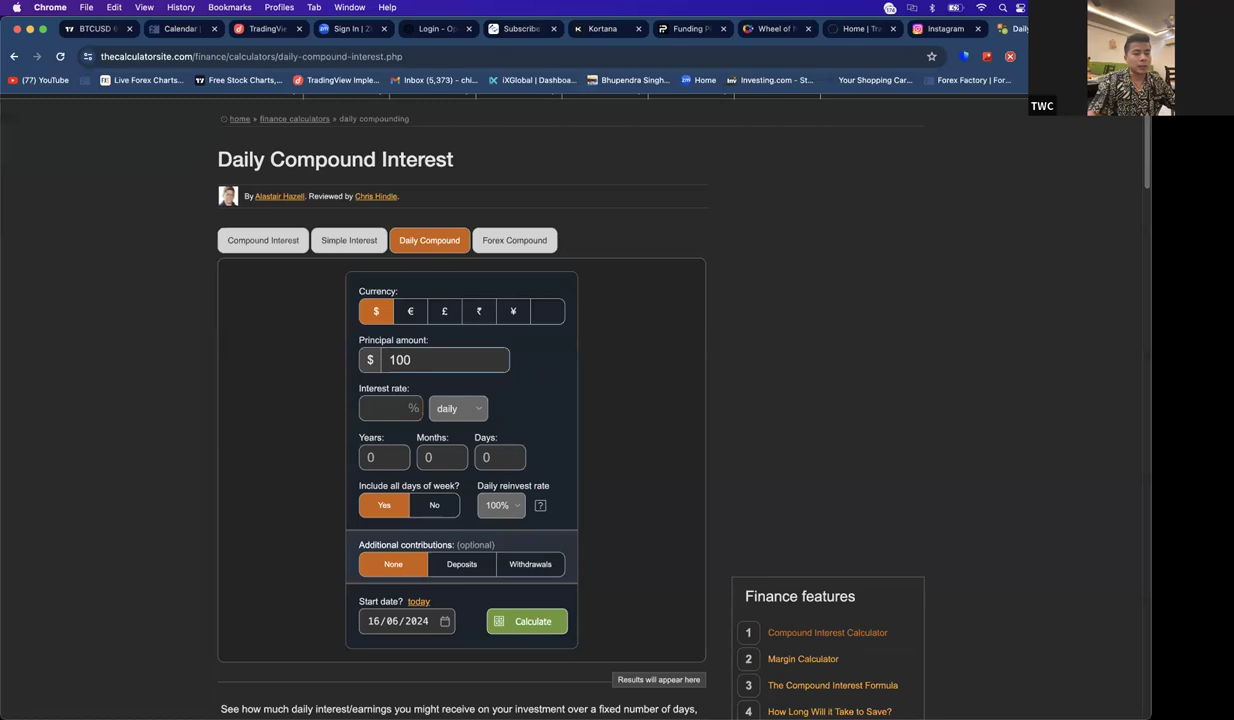 Chrome File Edit View History Bookmarks Profiles Tab Window Help
BTCUSD 6 Calendar TradingView Sign In | Z Login - Op Subscribe Kortana Funding Pi Wheel of Home | Tra Instagram Daily
thecalculatorsite.com/finance/calculators/daily-compound-interest.php
(77) YouTube Live Forex Charts,... Free Stock Charts,... TradingView Imple... Inbox (5,373) - chi... iXGlobal | Dashboa... Bhupendra Singh... Home Investing.com - St... Your Shopping Car... Forex Factory | For...
TWC
home » finance calculators » daily compounding
Daily Compound Interest
By Alastair Hazell. Reviewed by Chris Hindle.
Compound Interest Simple Interest Daily Compound Forex Compound
Currency:
$ € £ ₹ ¥
Principal amount:
$ 100
Interest rate:
% daily
Years: Months: Days:
0 0 0
Include all days of week? Daily reinvest rate
Yes No 100% ?
Additional contributions: (optional)
None Deposits Withdrawals
Start date? today
16/06/2024 Calculate
Results will appear here
See how much daily interest/earnings you might receive on your investment over a fixed number of days,
Finance features
1 Compound Interest Calculator
2 Margin Calculator
3 The Compound Interest Formula
4 How Long Will it Take to Save?